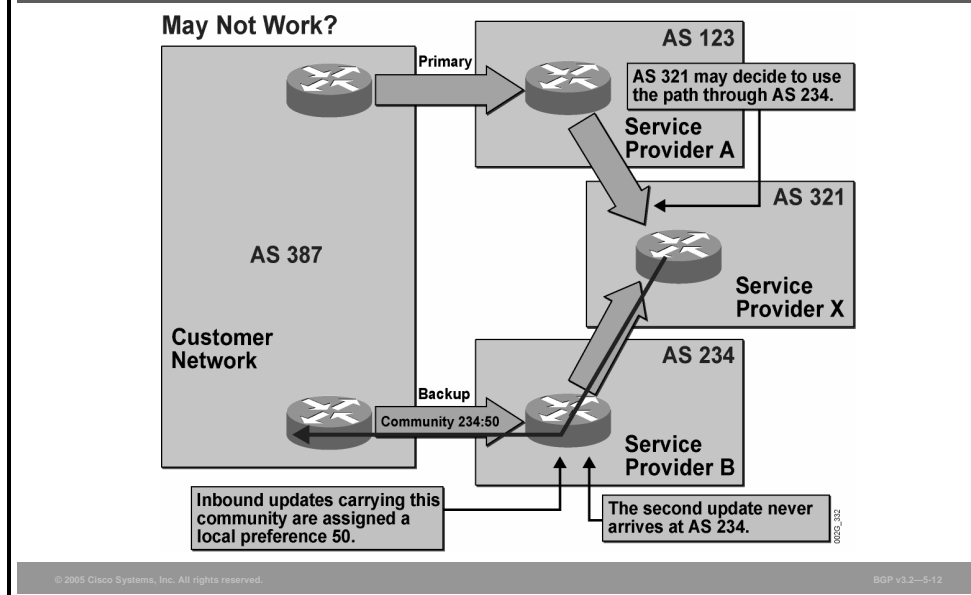 May Not Work?
AS 123
Primary
AS 321 may decide to use
the path through AS 234.
Service
Provider A
AS 321
AS 387
Service
Provider X
Customer
Network
AS 234
Backup
Community 234:50
Service
Provider B
Inbound updates carrying this
community are assigned a
local preference 50.
The second update never
arrives at AS 234.
002G_332
© 2005 Cisco Systems, Inc. All rights reserved.
BGP v3.2—5-12